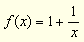 f(x) = 1 + 1/x